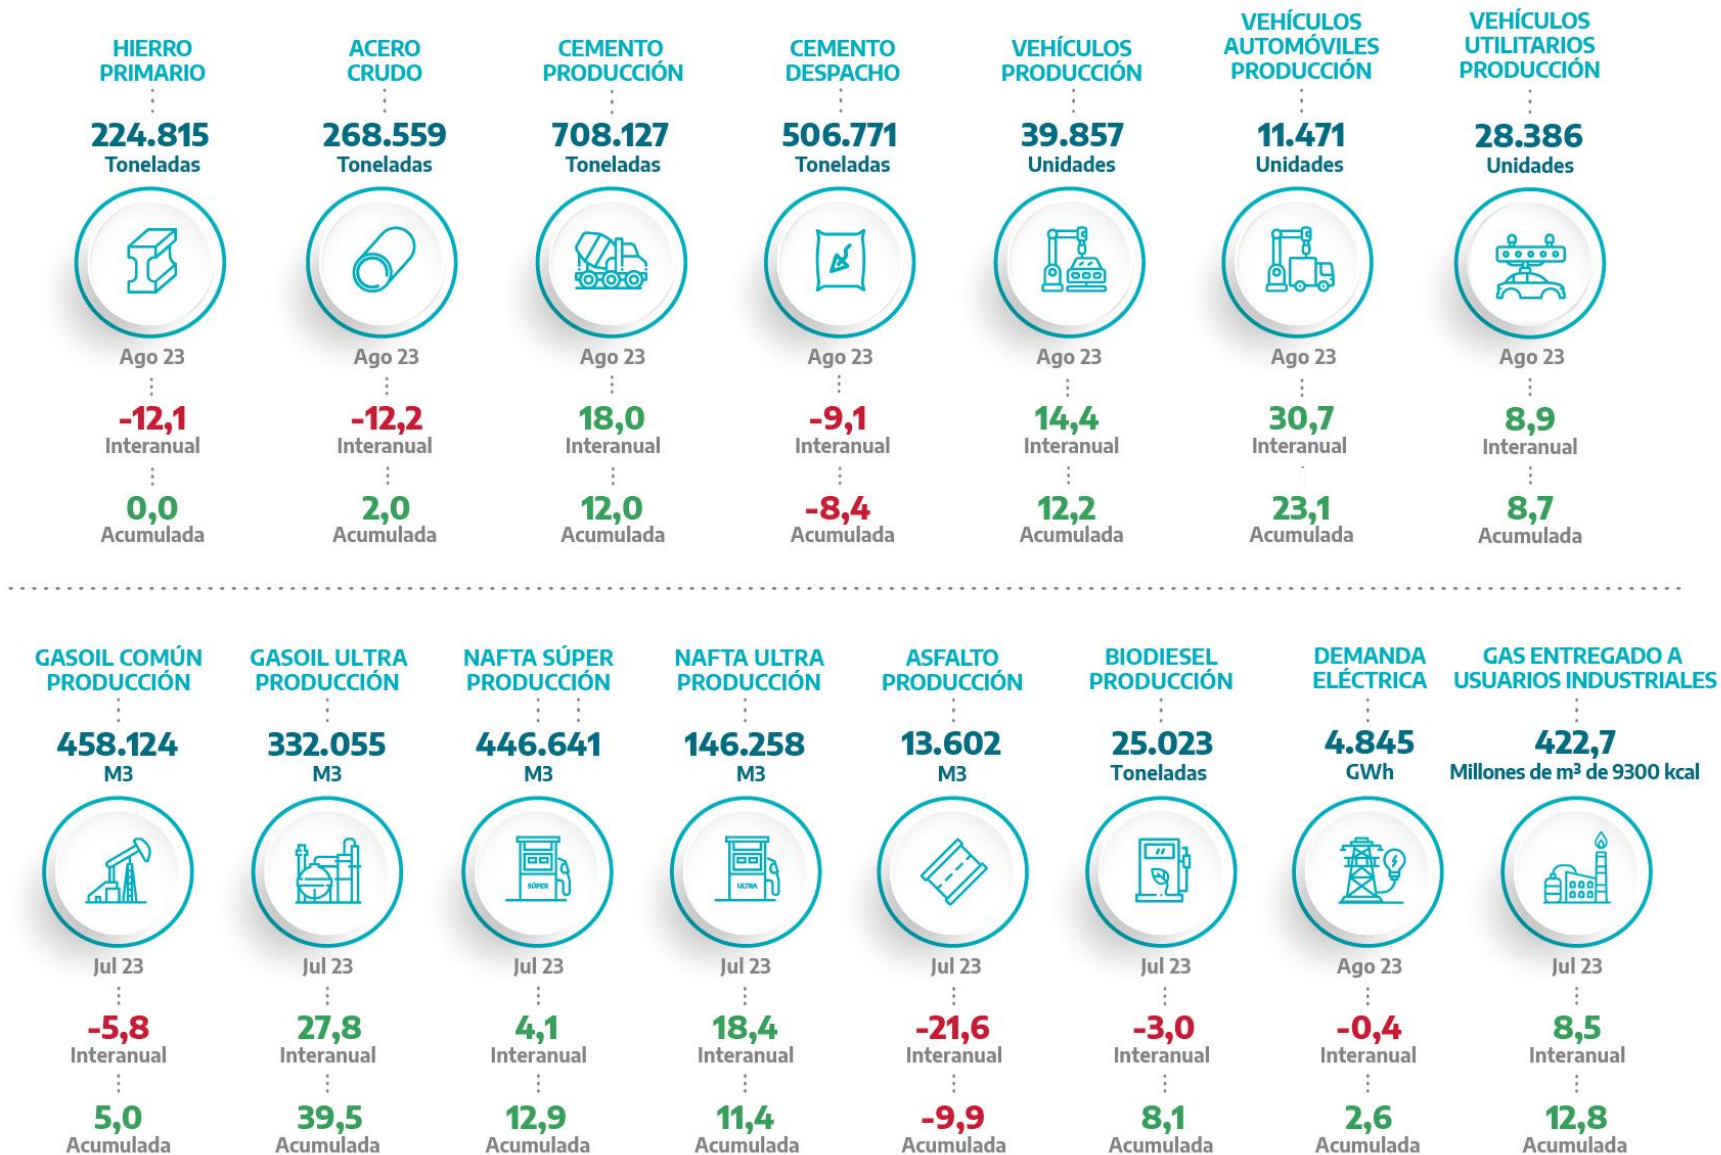 HIERRO
PRIMARIO
224.815
Toneladas
Ago 23
-12,1
Interanual
0,0
Acumulada
ACERO
CRUDO
268.559
Toneladas
Ago 23
-12,2
Interanual
2,0
Acumulada
CEMENTO
PRODUCCIÓN
708.127
Toneladas
Ago 23
18,0
Interanual
12,0
Acumulada
CEMENTO
DESPACHO
506.771
Toneladas
Ago 23
-9,1
Interanual
-8,4
Acumulada
VEHÍCULOS
PRODUCCIÓN
39.857
Unidades
Ago 23
14,4
Interanual
12,2
Acumulada
VEHÍCULOS
AUTOMÓVILES
PRODUCCIÓN
11.471
Unidades
Ago 23
30,7
Interanual
23,1
Acumulada
VEHÍCULOS
UTILITARIOS
PRODUCCIÓN
28.386
Unidades
Ago 23
8,9
Interanual
8,7
Acumulada
GASOIL COMÚN
PRODUCCIÓN
458.124
M3
Jul 23
-5,8
Interanual
5,0
Acumulada
GASOIL ULTRA
PRODUCCIÓN
332.055
M3
Jul 23
27,8
Interanual
39,5
Acumulada
NAFTA SÚPER
PRODUCCIÓN
446.641
M3
SÚPER
Jul 23
4,1
Interanual
12,9
Acumulada
NAFTA ULTRA
PRODUCCIÓN
146.258
M3
ULTRA
Jul 23
18,4
Interanual
11,4
Acumulada
ASFALTO
PRODUCCIÓN
13.602
M3
Jul 23
-21,6
Interanual
-9,9
Acumulada
BIODIESEL
PRODUCCIÓN
25.023
Toneladas
Jul 23
-3,0
Interanual
8,1
Acumulada
DEMANDA
ELÉCTRICA
4.845
GWh
Ago 23
-0,4
Interanual
2,6
Acumulada
GAS ENTREGADO A
USUARIOS INDUSTRIALES
422,7
Millones de m³ de 9300 kcal
Jul 23
8,5
Interanual
12,8
Acumulada